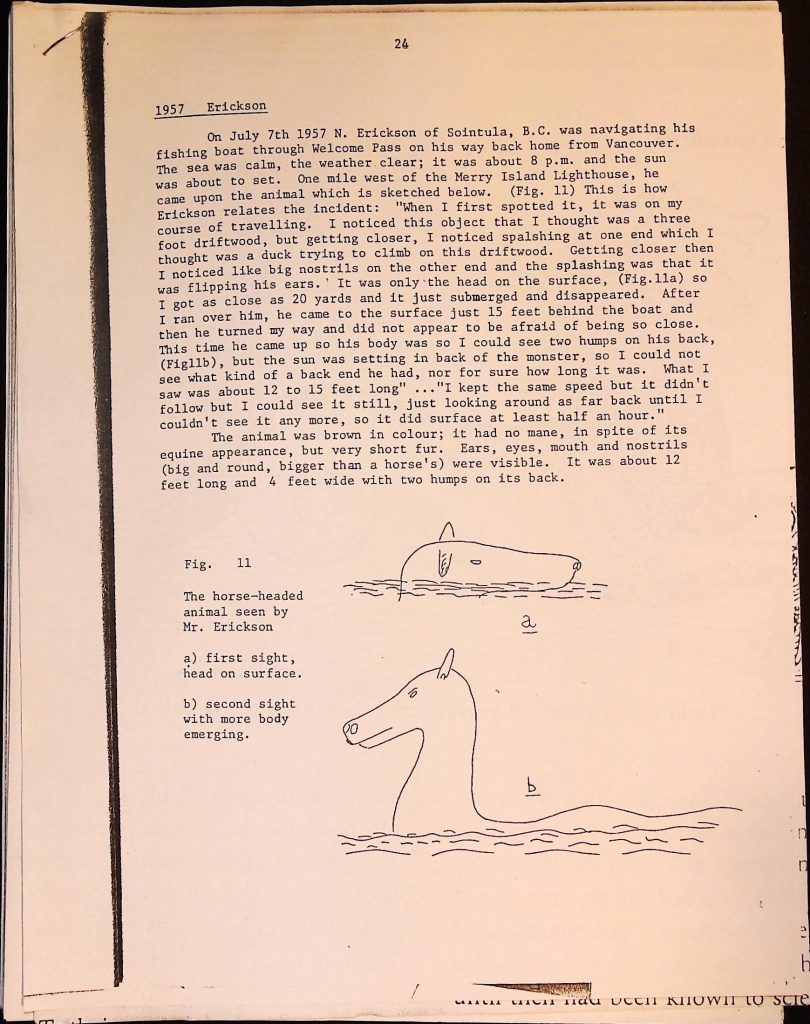 24
1957 Erickson
On July 7th 1957 N. Erickson of Sointula, B.C. was navigating his
fishing boat through Welcome Pass on his way back home from Vancouver.
The sea was calm, the weather clear; it was about 8 p.m. and the sun
was about to set. One mile west of the Merry Island Lighthouse, he
came upon the animal which is sketched below. (Fig. 11) This is how
Erickson relates the incident: "When I first spotted it, it was on my
course of travelling. I noticed this object that I thought was a three
foot driftwood, but getting closer, I noticed spalshing at one end which I
thought was a duck trying to climb on this driftwood. Getting closer then
I noticed like big nostrils on the other end and the splashing was that it
was flipping his ears. It was only the head on the surface, (Fig.11a) so
I got as close as 20 yards and it just submerged and disappeared. After
I ran over him, he came to the surface just 15 feet behind the boat and
then he turned my way and did not appear to be afraid of being so close.
This time he came up so his body was so I could see two humps on his back,
(Fig11b), but the sun was setting in back of the monster, so I could not
see what kind of a back end he had, nor for sure how long it was. What I
saw was about 12 to 15 feet long" ..."I kept the same speed but it didn't
follow but I could see it still, just looking around as far back until I
couldn't see it any more, so it did surface at least half an hour."
The animal was brown in colour; it had no mane, in spite of its
equine appearance, but very short fur. Ears, eyes, mouth and nostrils
(big and round, bigger than a horse's) were visible. It was about 12
feet long and 4 feet wide with two humps on its back.
Fig. 11
The horse-headed
animal seen by
Mr. Erickson
a) first sight,
head on surface.
b) second sight
with more body
emerging.
a
b
until then had been known to scie